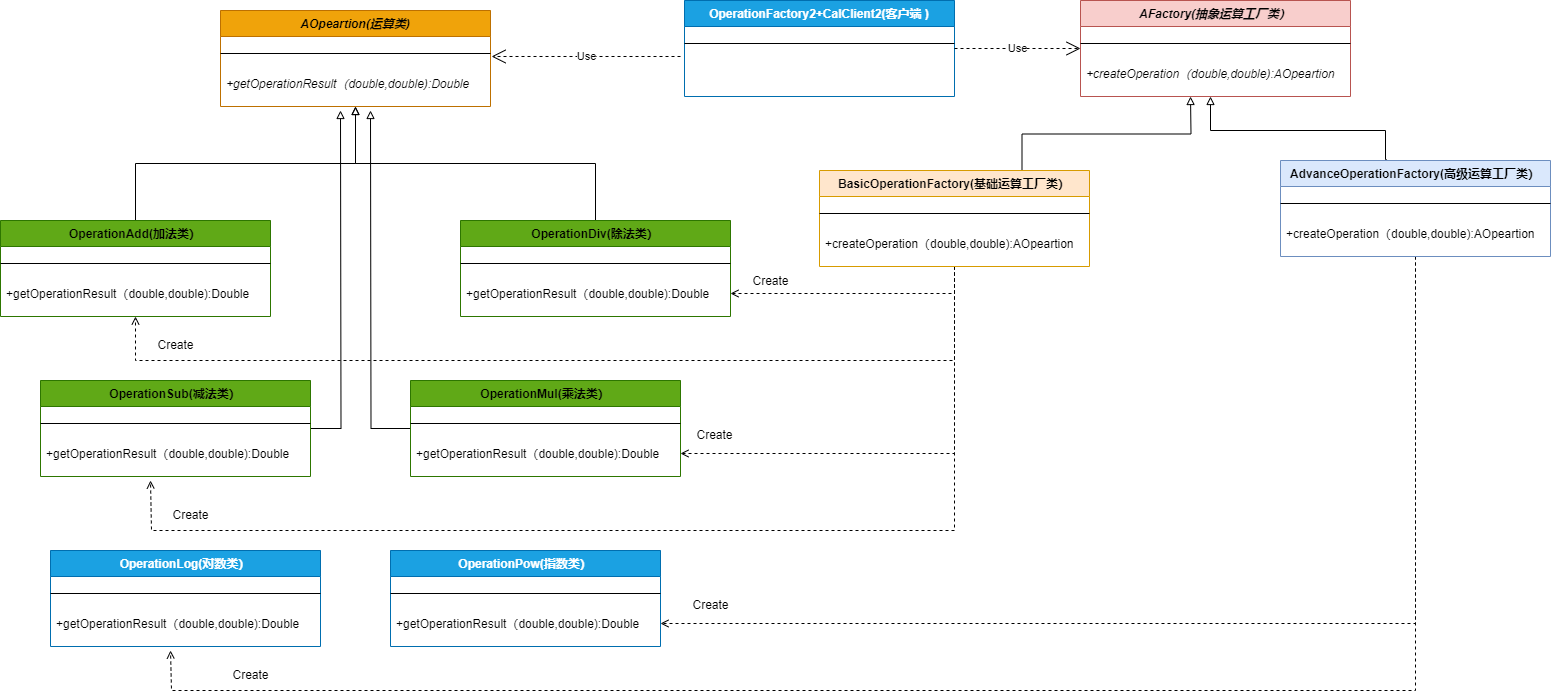 AOpeartion(运算类)
+getOperationResult（double,double):Double
OperationFactory2+CalClient2(客户端 )
AFactory(抽象运算工厂类）
+createOperation（double,double):AOpeartion
Use
Use
BasicOperationFactory(基础运算工厂类)
+createOperation（double,double):AOpeartion
AdvanceOperationFactory(高级运算工厂类)
+createOperation（double,double):AOpeartion
OperationAdd(加法类)
+getOperationResult（double,double):Double
OperationDiv(除法类)
+getOperationResult（double,double):Double
Create
Create
OperationSub(减法类)
+getOperationResult（double,double):Double
OperationMul(乘法类)
+getOperationResult（double,double):Double
Create
Create
OperationLog(对数类)
+getOperationResult（double,double):Double
OperationPow(指数类)
+getOperationResult（double,double):Double
Create
Create